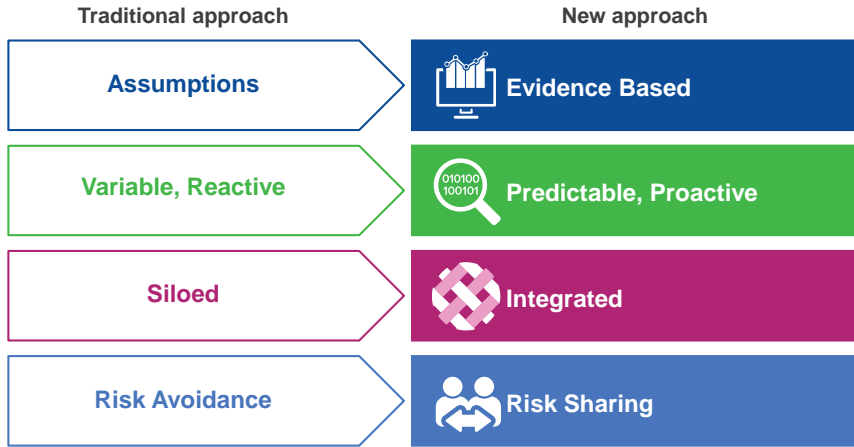 Traditional approach
New approach
Assumptions
Evidence Based
Variable, Reactive
010100
100101
Predictable, Proactive
Siloed
Integrated
Risk Avoidance
Risk Sharing